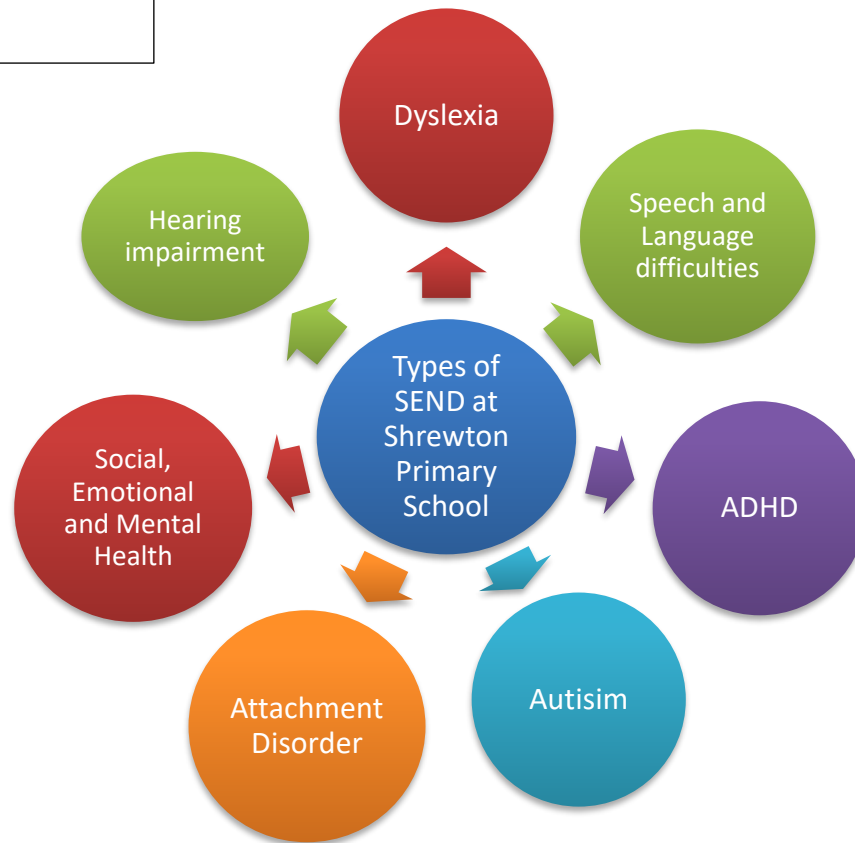 Dyslexia
Speech and
Language
difficulties
Hearing
impairment
Types of
SEND at
Shrewton
Primary
School
Social,
Emotional
and Mental
Health
ADHD
Autisim
Attachment
Disorder